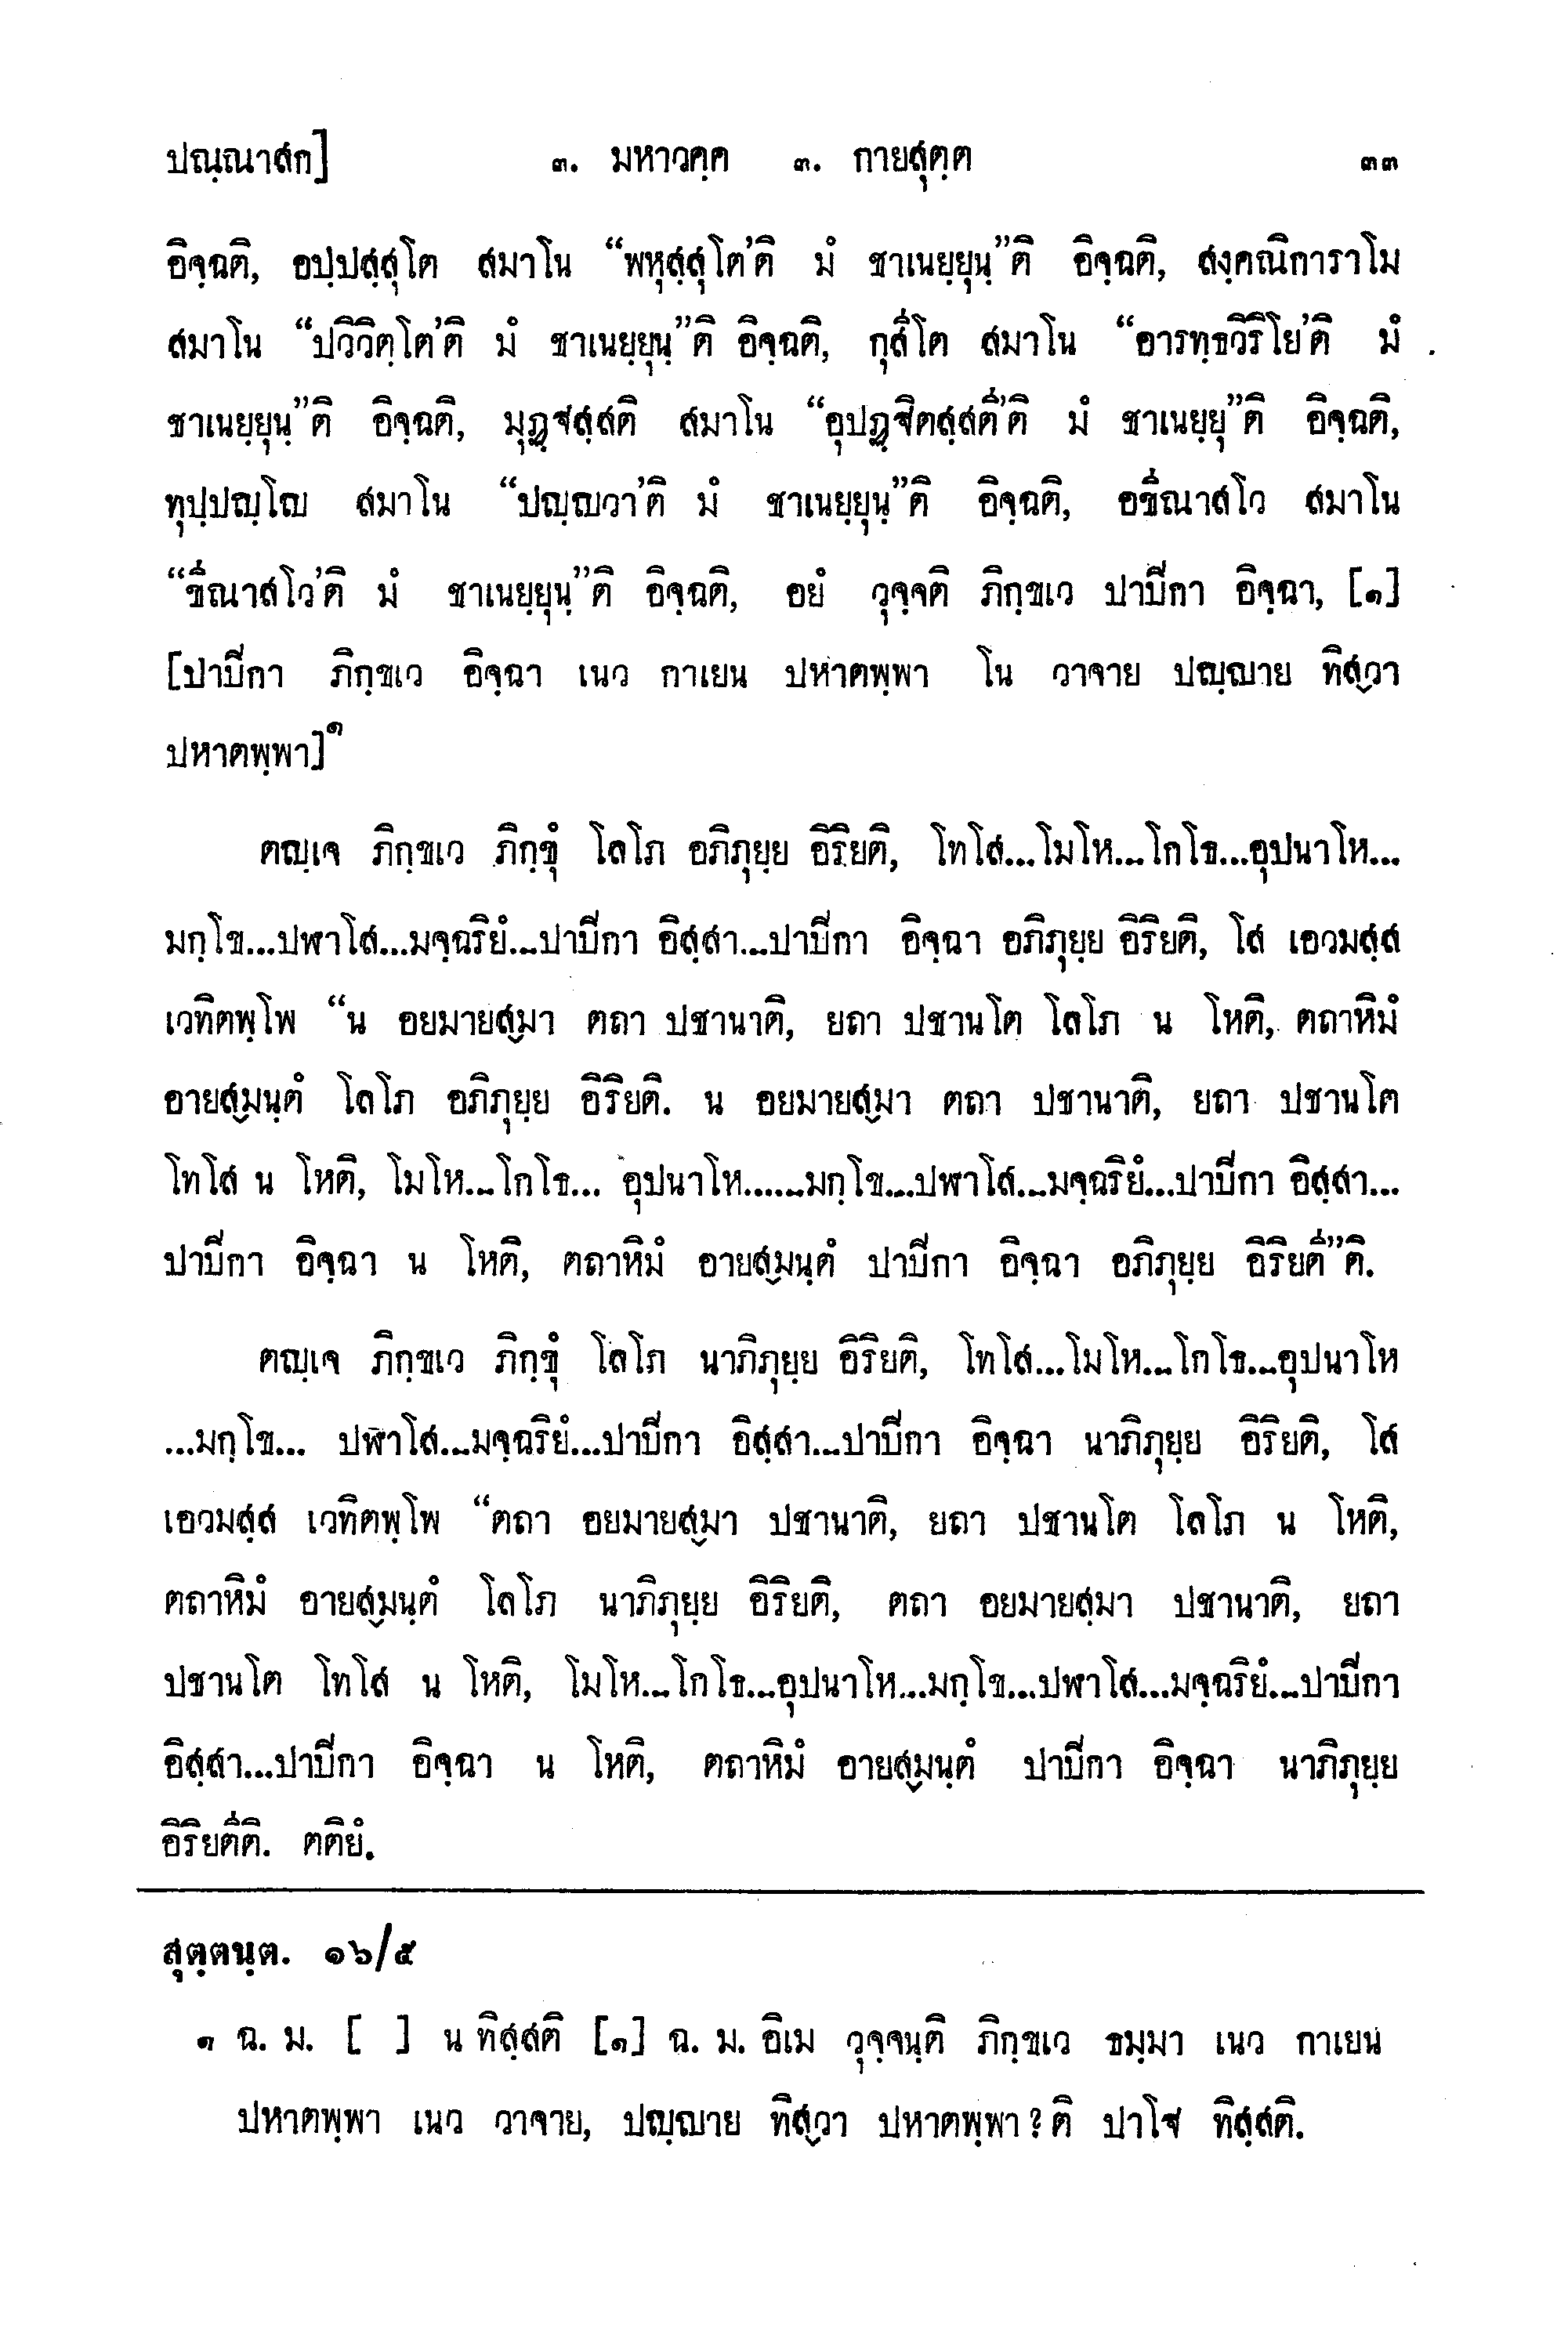 ปณฺณาสก]	๓. มหาวคฺค ๓. กายสุตฺต	๓๓
อิจฺฉติ, อปฺปสฺสุโต สมาโน “พหุสฺสุโต’ติ มํ ชาเนยฺยุนฺ”ติ อิจฺฉติ, สงฺคณิการาโม
สมาโน “ปวิวิตฺโต’ติ มํ ชาเนยฺยุนฺ”ติ อิจฺฉติ, กุสีโต สมาโน “อารทฺธวิริโย’ติ มํ
ชาเนยฺยุนฺ”ติ อิจฺฉติ, มุฏฺฐสฺสติ สมาโน “อุปฏฺฐิตสฺสตี’ติ มํ ชาเนยฺยุ”ติ อิจฺฉติ,
ทุปฺปญฺโญ สมาโน “ปญฺญวา’ติ มํ ชาเนยฺยุนฺ”ติ อิจฺฉติ, อขีณาสโว สมาโน
“ขีณาสโว’ติ มํ ชาเนยฺยุนฺ”ติ อิจฺฉติ, อยํ วุจฺจติ ภิกฺขเว ปาปิกา อิจฺฉา, [๑]
[ปาปิกา ภิกฺขเว อิจฺฉา เนว กาเยน ปหาตพฺพา โน วาจาย ปญฺญาย ทิสฺวา
ปหาตพฺพา]๑
ตญฺเจ ภิกฺขเว ภิกฺขุํ โลโภ อภิภุยฺย อิริยติ, โทโส...โมโห...โกโธ...อุปนาโห...
มกฺโข...ปฬาโส...มจฺฉริยํ...ปาปิกา อิสฺสา...ปาปิกา อิจฺฉา อภิภุยฺย อิริยติ, โส เอวมสฺส
เวทิตพฺโพ “น อยมายสฺมา ตถา ปชานาติ, ยถา ปชานโต โลโภ น โหติ, ตถาหิมํ
อายสฺมนฺตํ โลโภ อภิภุยฺย อิริยติ. น อยมายสฺมา ตถา ปชานาติ, ยถา ปชานโต
โทโส น โหติ, โมโห...โกโธ... อุปนาโห......มกฺโข...ปฬาโส...มจฺฉริยํ...ปาปิกา อิสฺสา...
ปาปิกา อิจฺฉา น โหติ, ตถาหิมํ อายสฺมนฺตํ ปาปิกา อิจฺฉา อภิภุยฺย อิริยตี”ติ.
ตญฺเจ ภิกฺขเว ภิกฺขุํ โลโภ นาภิภุยฺย อิริยติ, โทโส...โมโห...โกโธ...อุปนาโห
...มกฺโข... ปฬาโส...มจฺฉริยํ...ปาปิกา อิสฺสา...ปาปิกา อิจฺฉา นาภิภุยฺย อิริยติ, โส
เอวมสฺส เวทิตพฺโพ “ตถา อยมายสฺมา ปชานาติ, ยถา ปชานโต โลโภ น โหติ,
ตถาหิมํ อายสฺมนฺตํ โลโภ นาภิภุยฺย อิริยติ, ตถา อยมายสฺมา ปชานาติ, ยถา
ปชานโต โทโส น โหติ, โมโห...โกโธ...อุปนาโห...มกฺโข...ปฬาโส...มจฺฉริยํ...ปาปิกา
อิสฺสา...ปาปิกา อิจฺฉา น โหติ, ตถาหิมํ อายสฺมนฺตํ ปาปิกา อิจฺฉา นาภิภุยฺย
อิริยตีติ. ตติยํ.
สุตฺตนฺต. ๑๖/๕
๑ ฉ. ม. [ ] น ทิสฺสติ [๑] ฉ. ม. อิเม วุจฺจนฺติ ภิกฺขเว ธมฺมา เนว กาเยน
ปหาตพฺพา เนว วาจาย, ปญฺญาย ทิสฺวา ปหาตพฺพา?ติ ปาโฐ ทิสฺสติ.